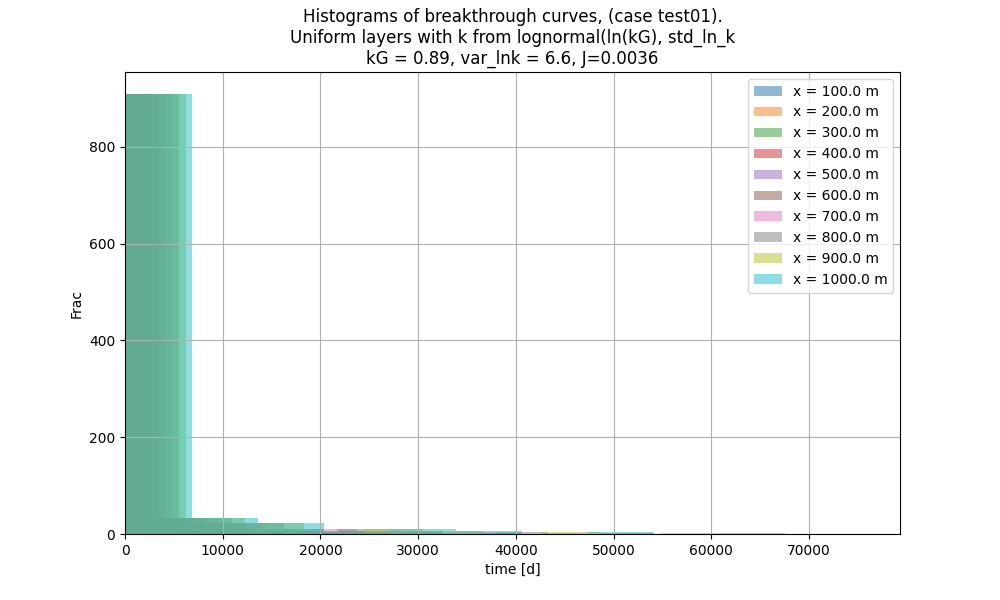 Histograms of breakthrough curves, (case test01).
Uniform layers with k from lognormal(ln(kG), std_ln_k
kG = 0.89, var_lnk = 6.6, J=0.0036
x = 100.0 m
x = 200.0 m
x = 300.0 m
x = 400.0 m
x = 500.0 m
x = 600.0 m
x = 700.0 m
x = 800.0 m
x = 900.0 m
x = 1000.0 m
Frac
800
600
400
200
0
0 10000 20000 30000 40000 50000 60000 70000
time [d]